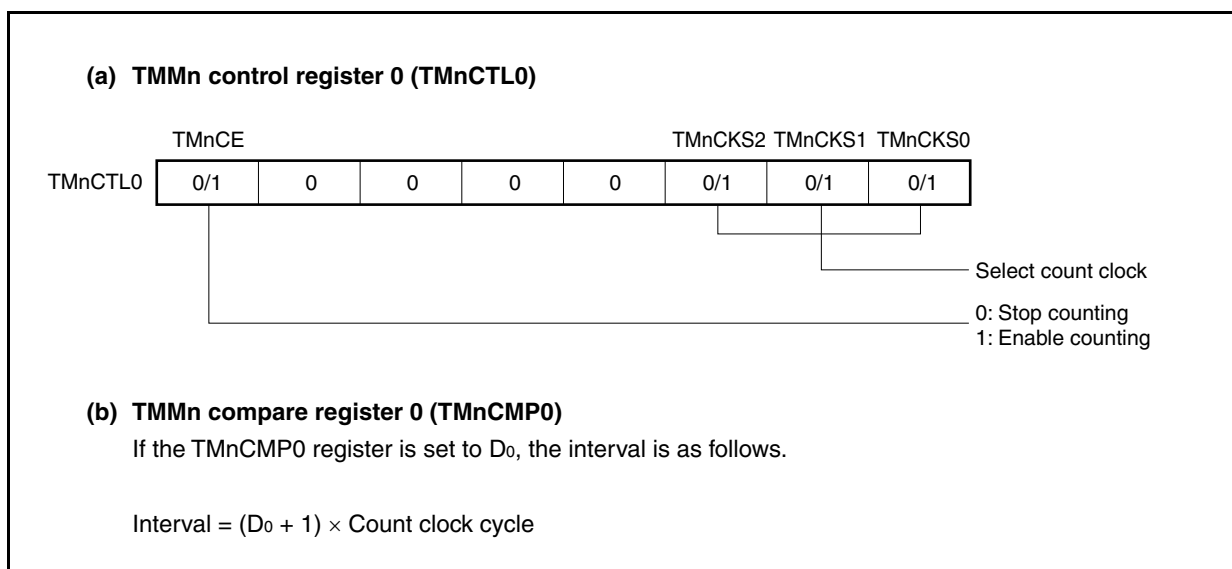 (a) TMMn control register 0 (TMnCTL0)
TMnCE TMnCKS2 TMnCKS1 TMnCKS0
TMnCTL0 0/1 0 0 0 0 0/1 0/1 0/1
Select count clock
0: Stop counting
1: Enable counting
(b) TMMn compare register 0 (TMnCMP0)
If the TMnCMP0 register is set to D₀, the interval is as follows.
Interval = (D₀ + 1) × Count clock cycle